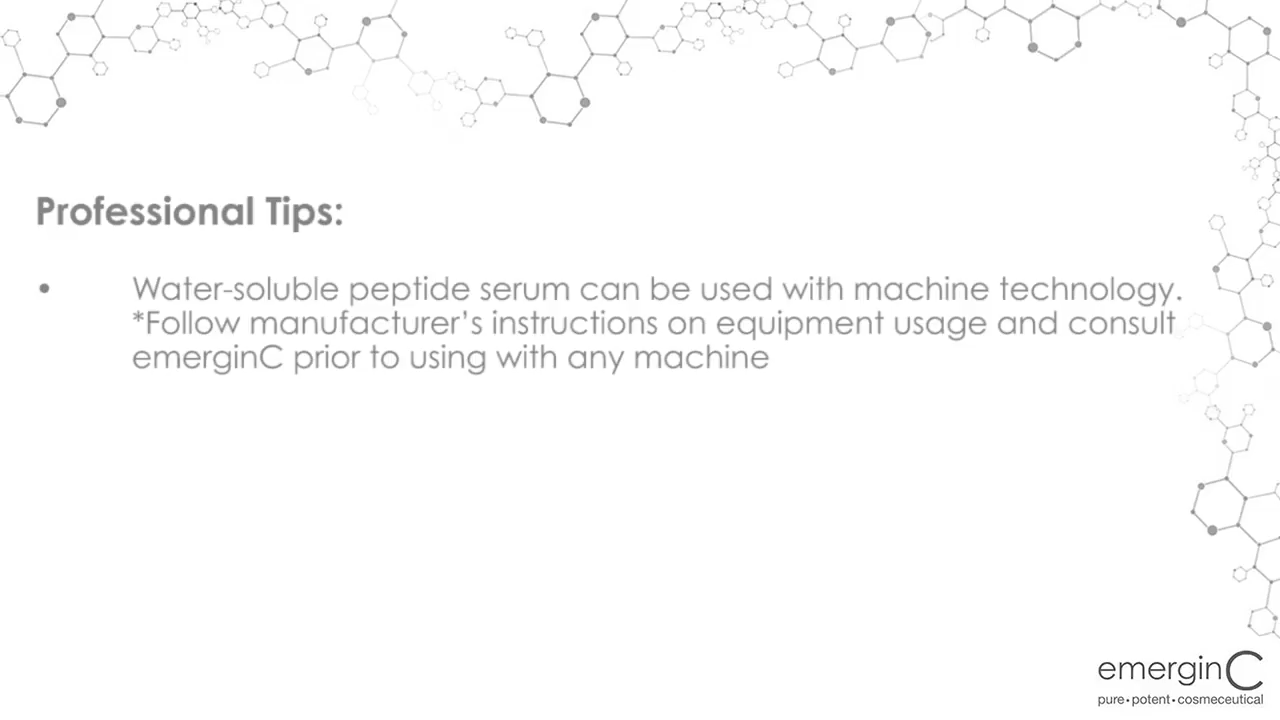 Professional Tips:
• Water-soluble peptide serum can be used with machine technology.
*Follow manufacturer’s instructions on equipment usage and consult
emerginC prior to using with any machine
emerginC
pure•potent•cosmeceutical